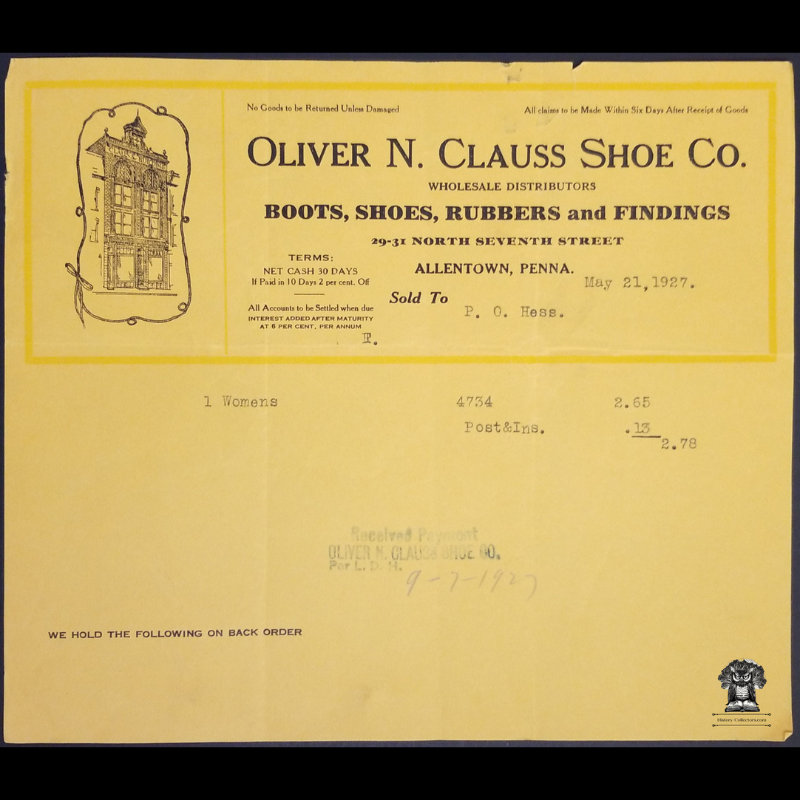 No Goods to be Returned Unless Damaged
All claims to be Made Within Six Days After Receipt of Goods
OLIVER N. CLAUSS SHOE CO.
WHOLESALE DISTRIBUTORS
BOOTS, SHOES, RUBBERS and FINDINGS
29-31 NORTH SEVENTH STREET
ALLENTOWN, PENNA.
TERMS:
NET CASH 30 DAYS
If Paid in 10 Days 2 per cent. Off
All Accounts to be Settled when due
INTEREST ADDED AFTER MATURITY
AT 6 PER CENT, PER ANNUM
T.
May 21,1927.
Sold To
P. O. Hess.
1 Womens 4734 2.65
Post&Ins. .13
2.78
Received Payment
OLIVER N. CLAUSS SHOE CO.
Per L. D. H.
9-7-1927
WE HOLD THE FOLLOWING ON BACK ORDER
History-Collectors.com